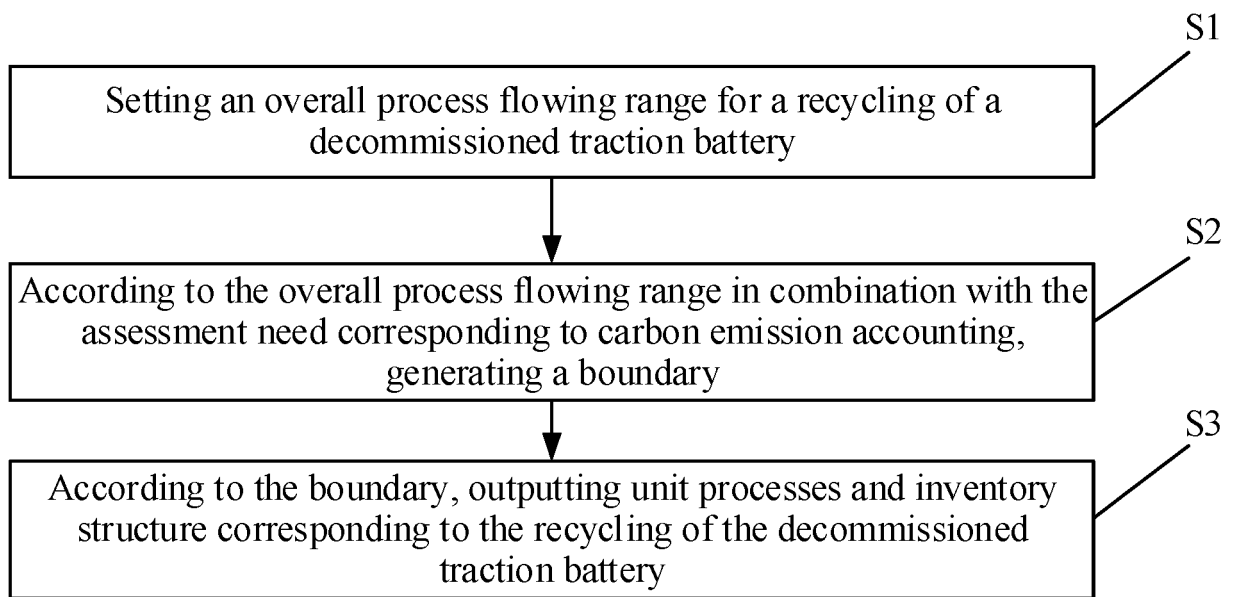 S1
Setting an overall process flowing range for a recycling of a
decommissioned traction battery
S2
According to the overall process flowing range in combination with the
assessment need corresponding to carbon emission accounting,
generating a boundary
S3
According to the boundary, outputting unit processes and inventory
structure corresponding to the recycling of the decommissioned
traction battery